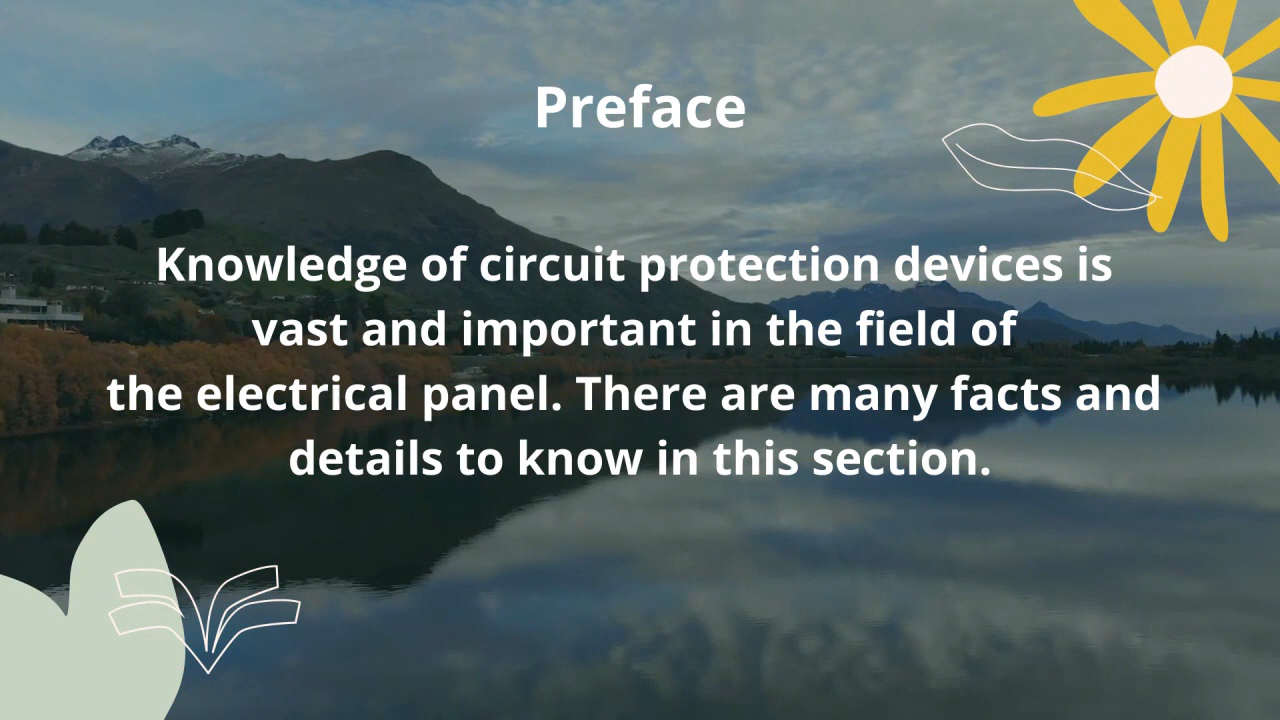 Preface
Knowledge of circuit protection devices is
vast and important in the field of
the electrical panel. There are many facts and
details to know in this section.